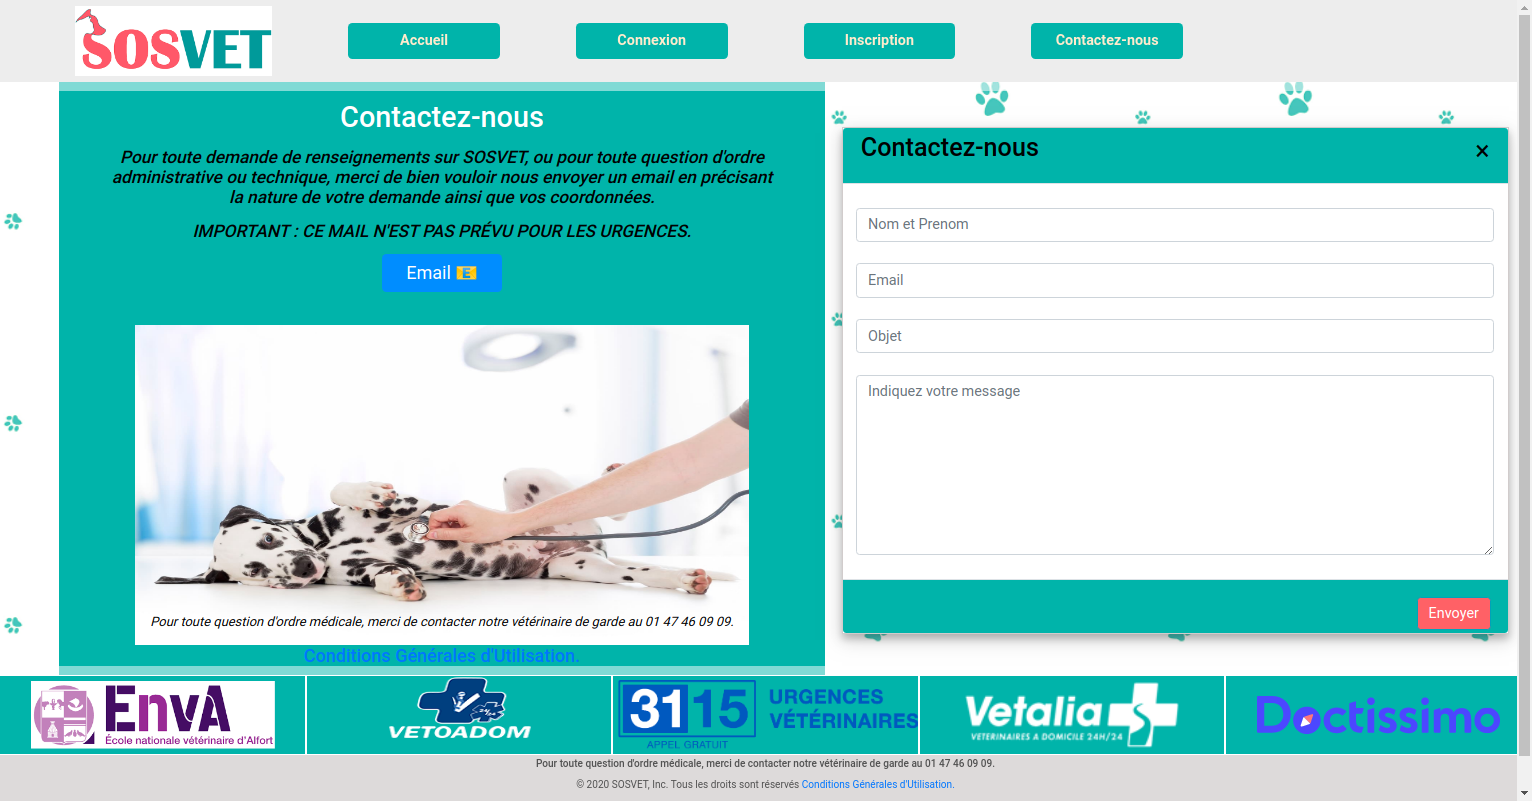 SOSVET
Accueil
Connexion
Inscription
Contactez-nous
Contactez-nous
Pour toute demande de renseignements sur SOSVET, ou pour toute question d'ordre
administrative ou technique, merci de bien vouloir nous envoyer un email en précisant
la nature de votre demande ainsi que vos coordonnées.
IMPORTANT : CE MAIL N'EST PAS PRÉVU POUR LES URGENCES.
Email 📧
Pour toute question d'ordre médicale, merci de contacter notre vétérinaire de garde au 01 47 46 09 09.
Conditions Générales d'Utilisation.
Contactez-nous
×
Nom et Prenom
Email
Objet
Indiquez votre message
Envoyer
EnvA
École nationale vétérinaire d'Alfort
VETOADOM
3115
APPEL GRATUIT
URGENCES
VÉTÉRINAIRES
Vetalia
VETERINAIRES A DOMICILE 24H/24
Doctissimo
Pour toute question d'ordre médicale, merci de contacter notre vétérinaire de garde au 01 47 46 09 09.
© 2020 SOSVET, Inc. Tous les droits sont réservés Conditions Générales d'Utilisation.